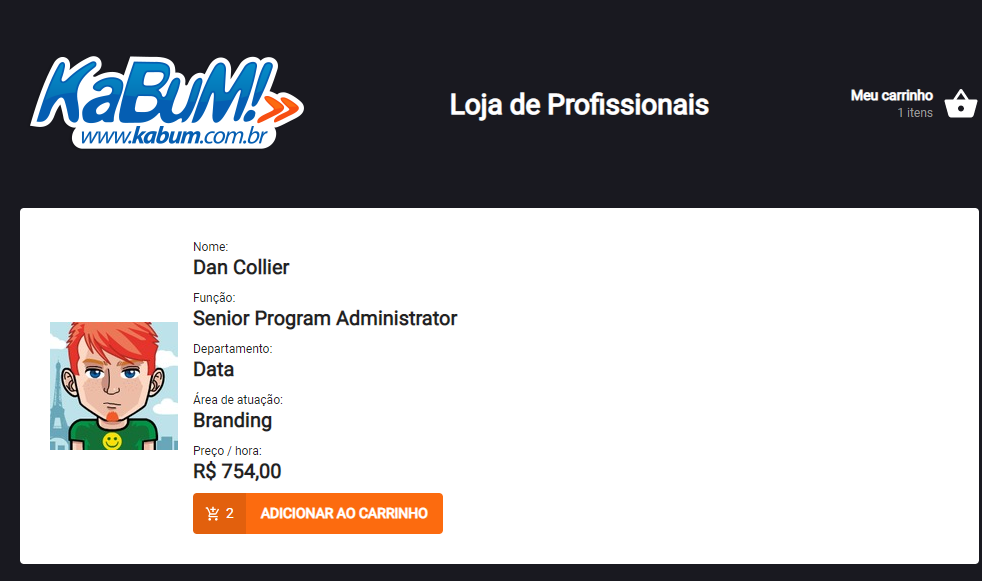 KaBuM!
www.kabum.com.br
Loja de Profissionais
Meu carrinho
1 itens
Nome:
Dan Collier
Função:
Senior Program Administrator
Departamento:
Data
Área de atuação:
Branding
Preço / hora:
R$ 754,00
2 ADICIONAR AO CARRINHO